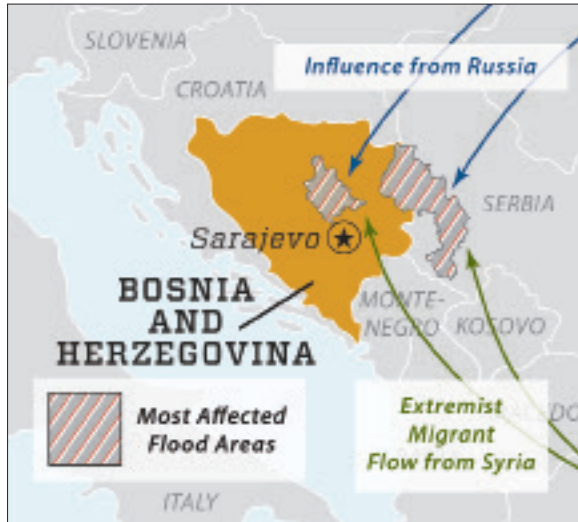 SLOVENIA
Influence from Russia
CROATIA
SERBIA
Sarajevo
BOSNIA
AND
HERZEGOVINA
MONTE-
NEGRO
KOSOVO
Most Affected
Flood Areas
Extremist
Migrant
Flow from Syria
ITALY